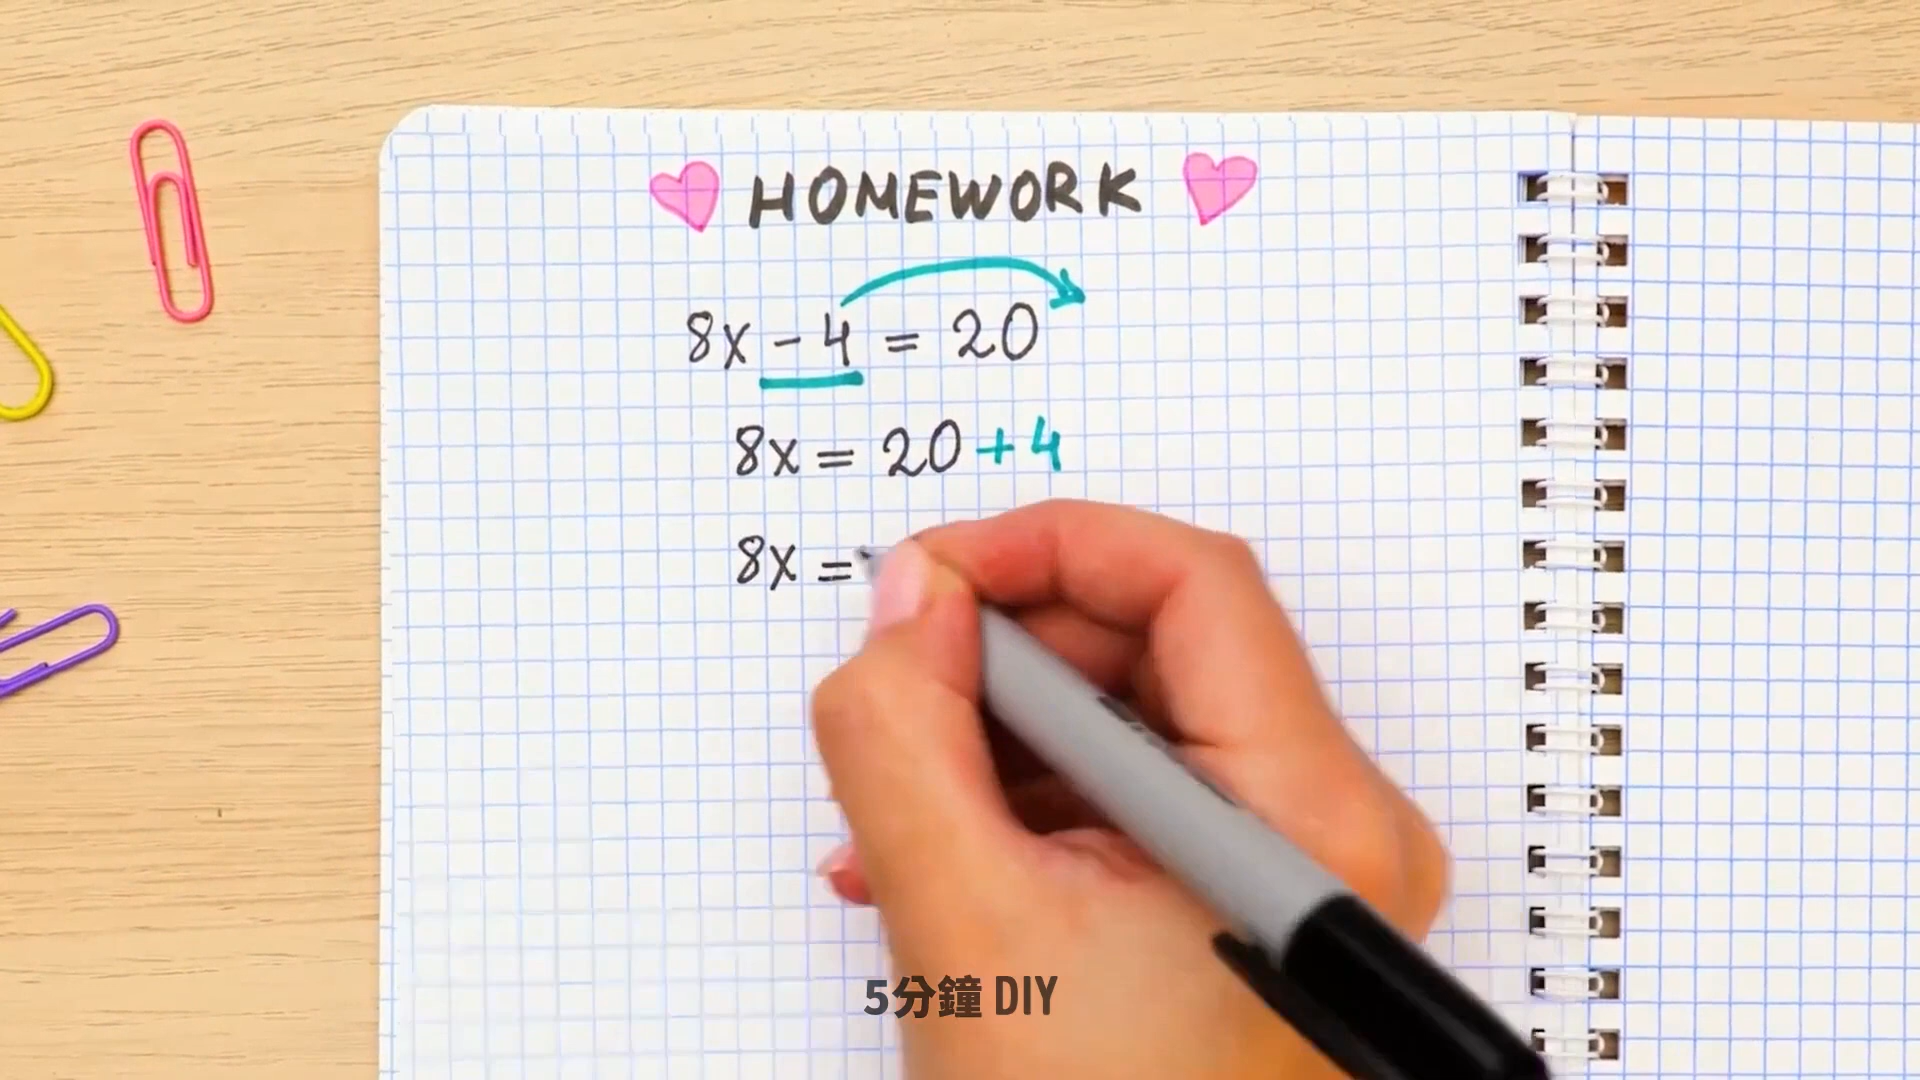 HOMEWORK
8x - 4 = 20
8x = 20 + 4
8x =
5分鐘 DIY